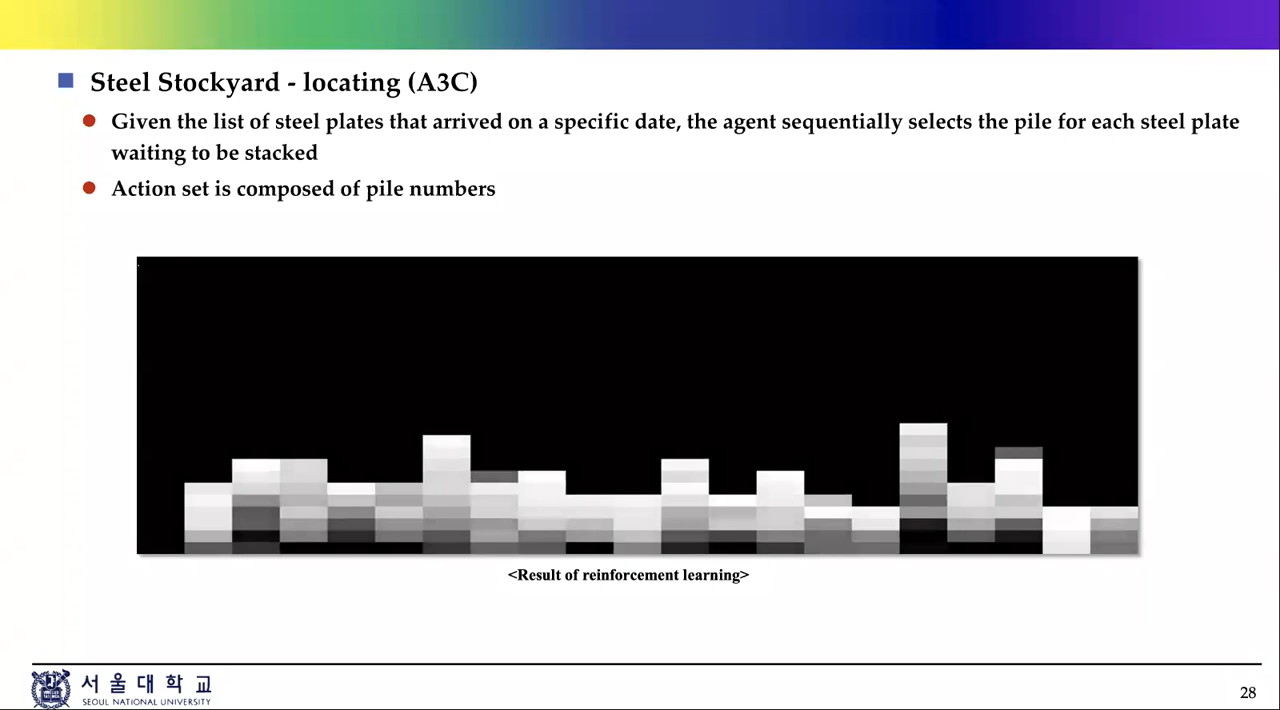 Steel Stockyard - locating (A3C)
Given the list of steel plates that arrived on a specific date, the agent sequentially selects the pile for each steel plate
waiting to be stacked
Action set is composed of pile numbers
<Result of reinforcement learning>
서울대학교
SEOUL NATIONAL UNIVERSITY
28